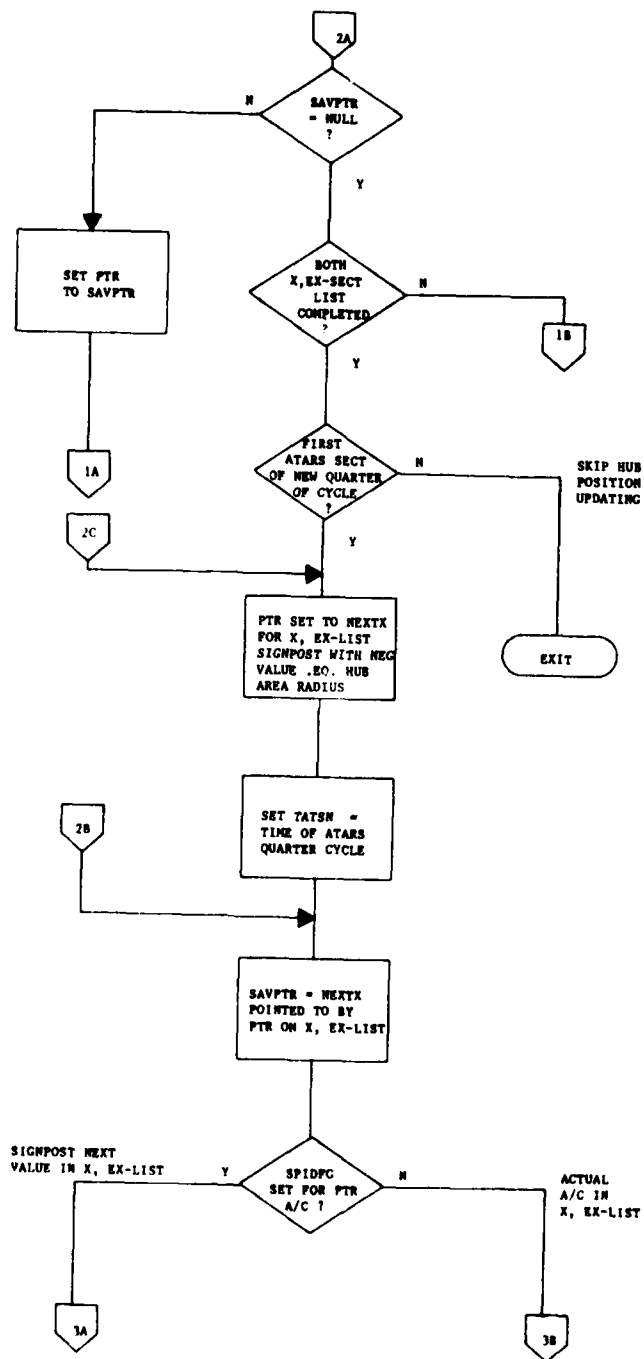 2A
SAVPTR
= NULL
?
N
Y
SET PTR
TO SAVPTR
BOTH
X,EX-SECT
LIST
COMPLETED
?
N
1B
Y
1A
FIRST
ATARS SECT
OF NEW QUARTER
OF CYCLE
?
N
SKIP HUB
POSITION
UPDATING
2C
Y
PTR SET TO NEXTX
FOR X, EX-LIST
SIGNPOST WITH NEG
VALUE .EQ. HUB
AREA RADIUS
EXIT
SET TATSN =
TIME OF ATARS
QUARTER CYCLE
2B
SAVPTR = NEXTX
POINTED TO BY
PTR ON X, EX-LIST
SIGNPOST NEXT
VALUE IN X, EX-LIST
Y
SPIDFG
SET FOR PTR
A/C ?
N
ACTUAL
A/C IN
X, EX-LIST
3A
3B